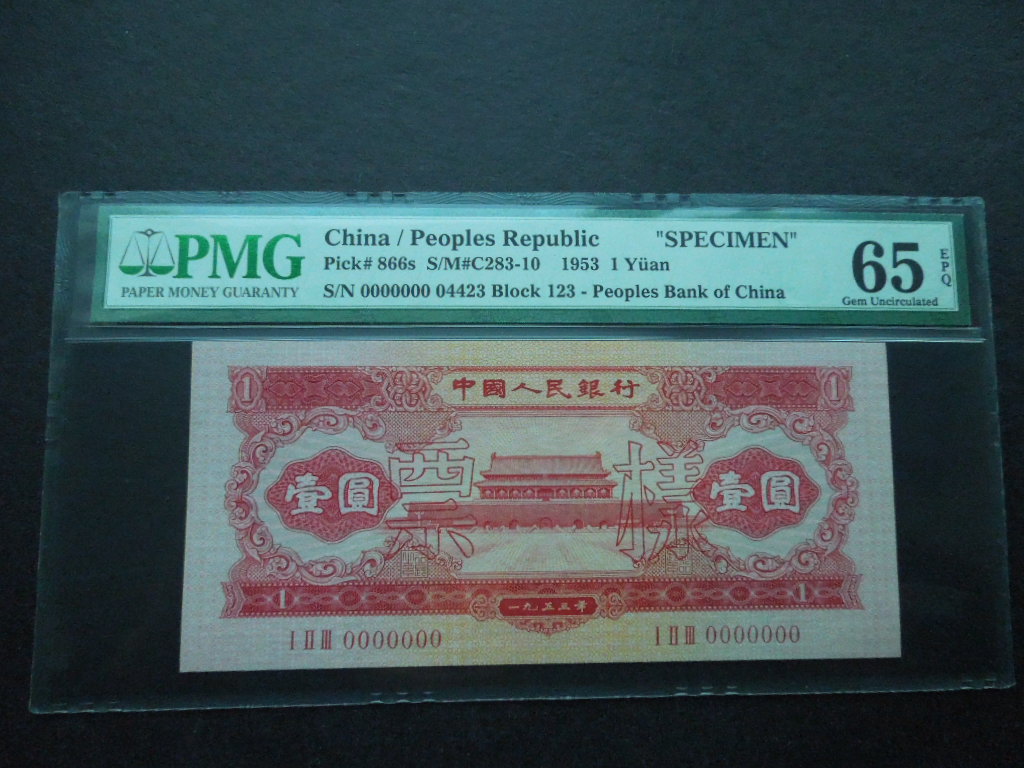 PMG
PAPER MONEY GUARANTY
China / Peoples Republic "SPECIMEN"
Pick# 866s S/M#C283-10 1953 1 Yüan
S/N 0000000 04423 Block 123 - Peoples Bank of China
65 EPQ
Gem Uncirculated
1 中國人民銀行 1
壹圓 票樣 壹圓
1 一九五三年 1
I II III 0000000 I II III 0000000